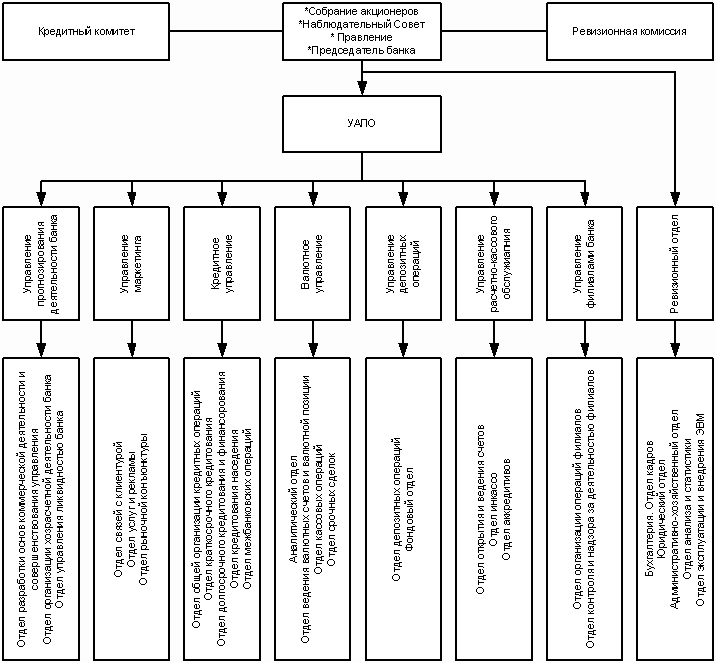 Кредитный комитет
*Собрание акционеров
*Наблюдательный Совет
* Правление
*Председатель банка
Ревизионная комиссия
УАПО
Управление
прогнозирования
деятельности банка
Управление
маркетинга
Кредитное
управление
Валютное
управление
Управление
депозитных
операций
Управление
расчетно-кассового
обслуживапния
Управление
филиалами банка
Ревизионный отдел
Отдел разработки основ коммерческой деятельности и
совершенствования управления
Отдел организации хозрасчетной деятельности банка
Отдел управления ликвидностью банка
Отдел связей с клиентурой
Отдел услуг и рекламы
Отдел рыночной конъюнктуры
Отдел общей организации кредитных операций
Отдел краткосрочного кредитования
Отдел долгосрочного кредитования и финансорования
Отдел кредитования наседения
Отдел межбанковских операций
Аналитический отдел
Отдел ведения валютных счетов и валютной позиции
Отдел кассовых операций
Отдел срочных сделок
Отдел депозитных операций
Фондовый отдел
Отдел открытия и ведения счетов
Отдел инкассо
Отдел аккредитивов
Отдел организации операций филиалов
Отдел контроля и надзора за деятельностью филиалов
Бухгалтерия. Отдел кадров
Юридический отдел
Административно-хозяйственный отдел
Отдел анализа и статистики
Отдел эксплуатации и внедрения ЭВМ